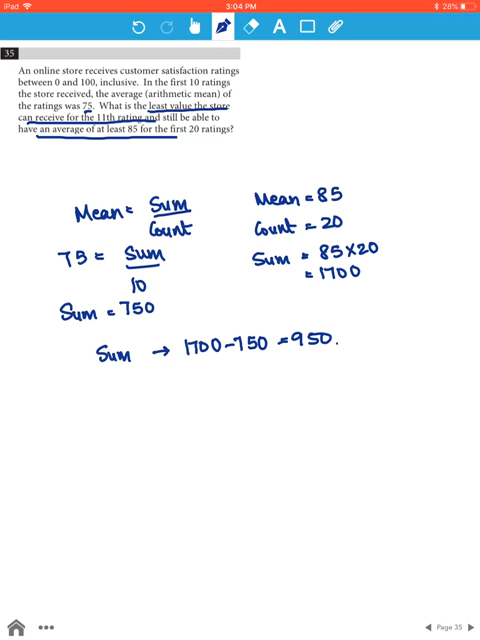 iPad
3:04 PM
28%
A
35
An online store receives customer satisfaction ratings
between 0 and 100, inclusive. In the first 10 ratings
the store received, the average (arithmetic mean) of
the ratings was 75. What is the least value the store
can receive for the 11th rating and still be able to
have an average of at least 85 for the first 20 ratings?
Mean = Sum
Count
75 = Sum
10
Sum = 750
Mean = 85
Count = 20
Sum = 85 × 20
= 1700
Sum → 1700 - 750 = 950.
Page 35